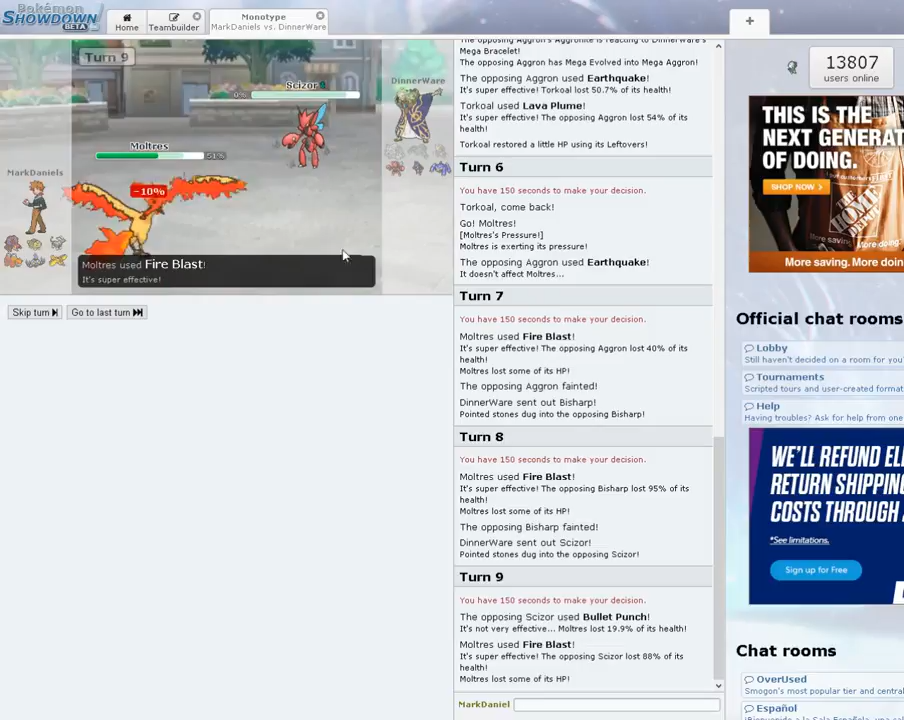 Pokémon
SHOWDOWN
BETA
Home
Teambuilder
Monotype
MarkDaniels vs. DinnerWare
+
Turn 9
Scizor
0%
DinnerWare
Moltres
51%
MarkDaniels
−10%
Moltres used Fire Blast!
It's super effective!
Skip turn
Go to last turn
The opposing Aggron's Aggronite is reacting to DinnerWare's
Mega Bracelet!
The opposing Aggron has Mega Evolved into Mega Aggron!
The opposing Aggron used Earthquake!
It's super effective! Torkoal lost 50.7% of its health!
Torkoal used Lava Plume!
It's super effective! The opposing Aggron lost 54% of its
health!
Torkoal restored a little HP using its Leftovers!
Turn 6
You have 150 seconds to make your decision.
Torkoal, come back!
Go! Moltres!
[Moltres's Pressure!]
Moltres is exerting its pressure!
The opposing Aggron used Earthquake!
It doesn't affect Moltres...
Turn 7
You have 150 seconds to make your decision.
Moltres used Fire Blast!
It's super effective! The opposing Aggron lost 40% of its
health!
Moltres lost some of its HP!
The opposing Aggron fainted!
DinnerWare sent out Bisharp!
Pointed stones dug into the opposing Bisharp!
Turn 8
You have 150 seconds to make your decision.
Moltres used Fire Blast!
It's super effective! The opposing Bisharp lost 95% of its
health!
Moltres lost some of its HP!
The opposing Bisharp fainted!
DinnerWare sent out Scizor!
Pointed stones dug into the opposing Scizor!
Turn 9
You have 150 seconds to make your decision.
The opposing Scizor used Bullet Punch!
It's not very effective... Moltres lost 19.9% of its health!
Moltres used Fire Blast!
It's super effective! The opposing Scizor lost 88% of its
health!
Moltres lost some of its HP!
MarkDaniel
13807
users online
THIS IS THE
NEXT GENERAT
OF DOING.
SHOP NOW
THE HOME DEPOT
More saving. More doin
Official chat rooms
Lobby
Still haven't decided on a room for you?
Tournaments
Scripted tours and user-created format
Help
Having troubles? Ask for help from one
WE'LL REFUND EL
RETURN SHIPPING
COSTS THROUGH
*See limitations.
Sign up for Free
Chat rooms
OverUsed
Smogon's most popular tier and central
Español